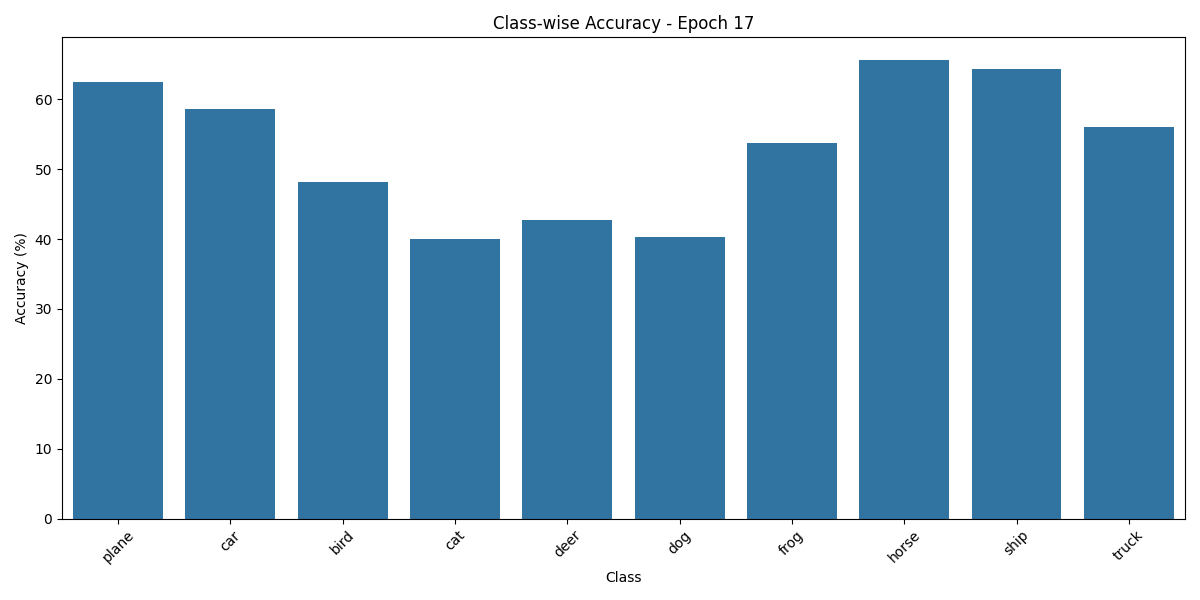 Class-wise Accuracy - Epoch 17
Accuracy (%)
60
50
40
30
20
10
0
plane
car
bird
cat
deer
dog
frog
horse
ship
truck
Class